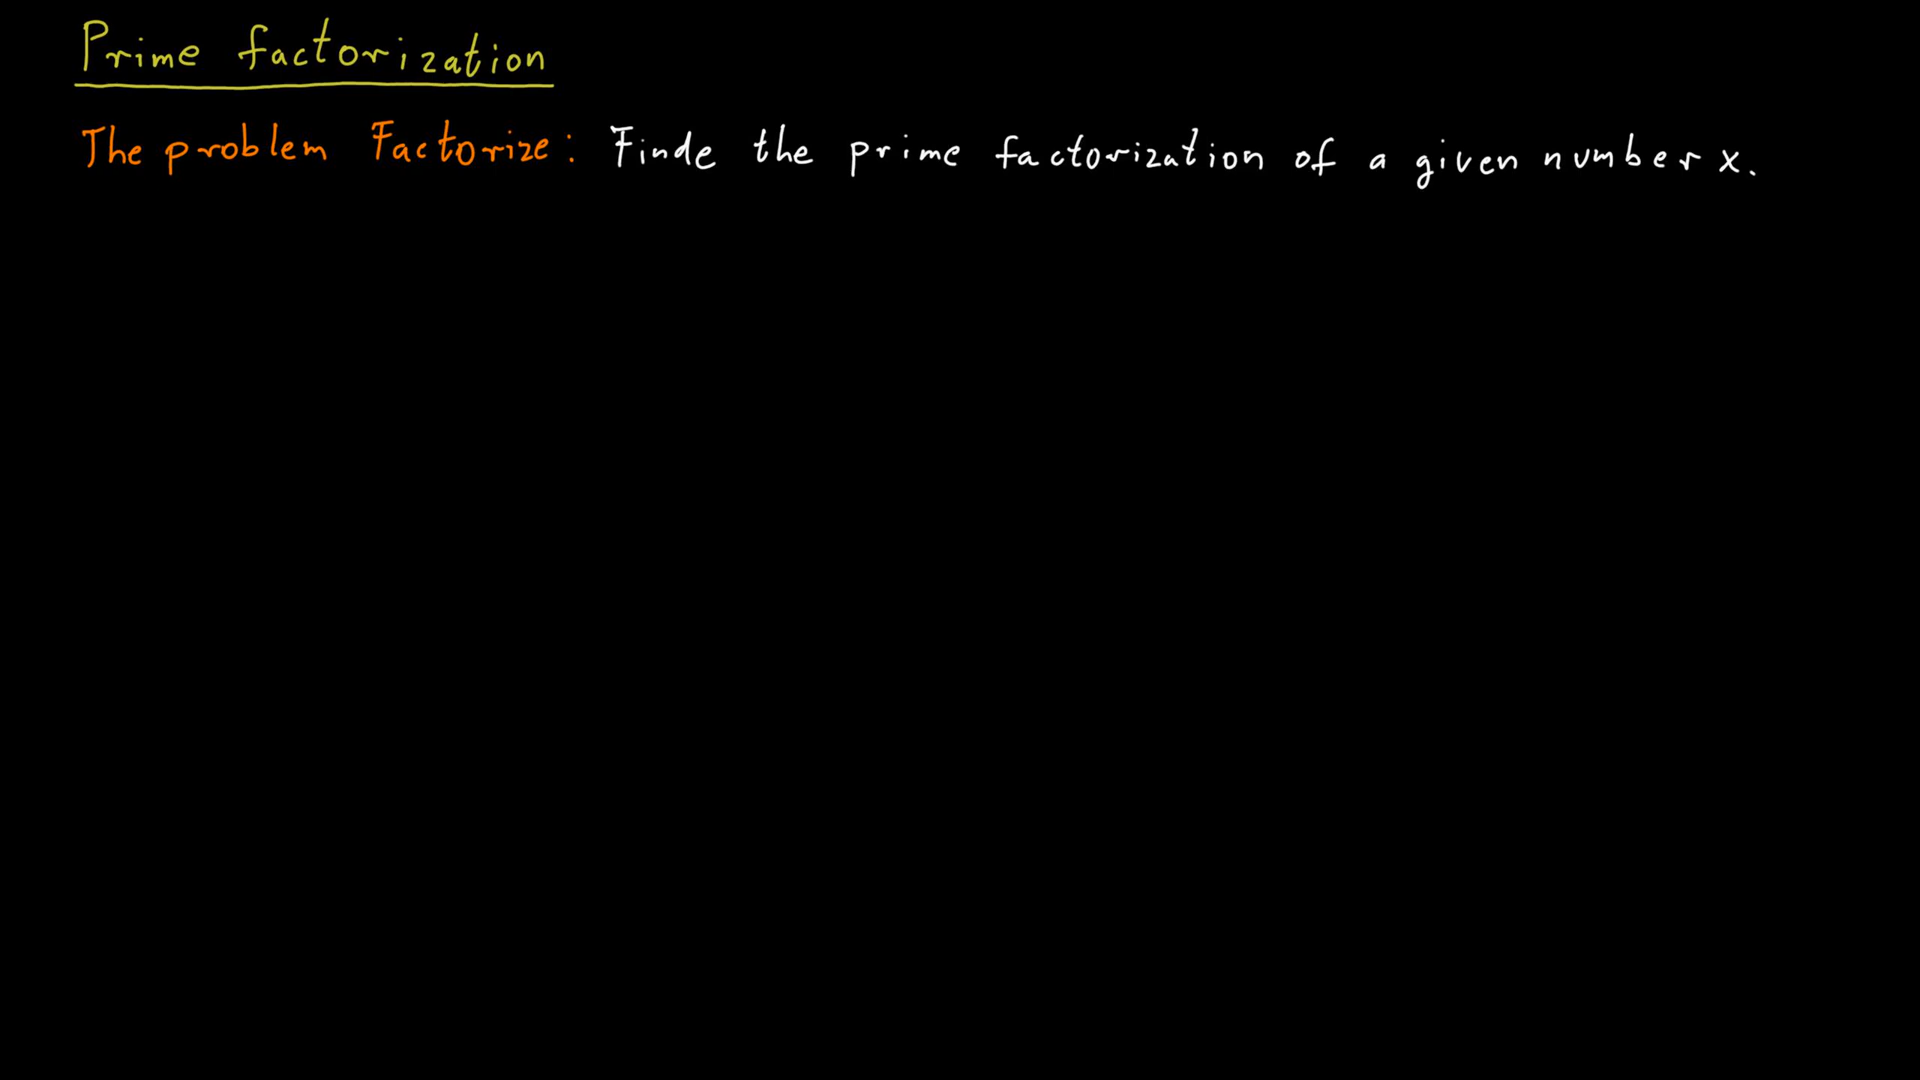 Prime factorization
The problem Factorize: Finde the prime factorization of a given number x.